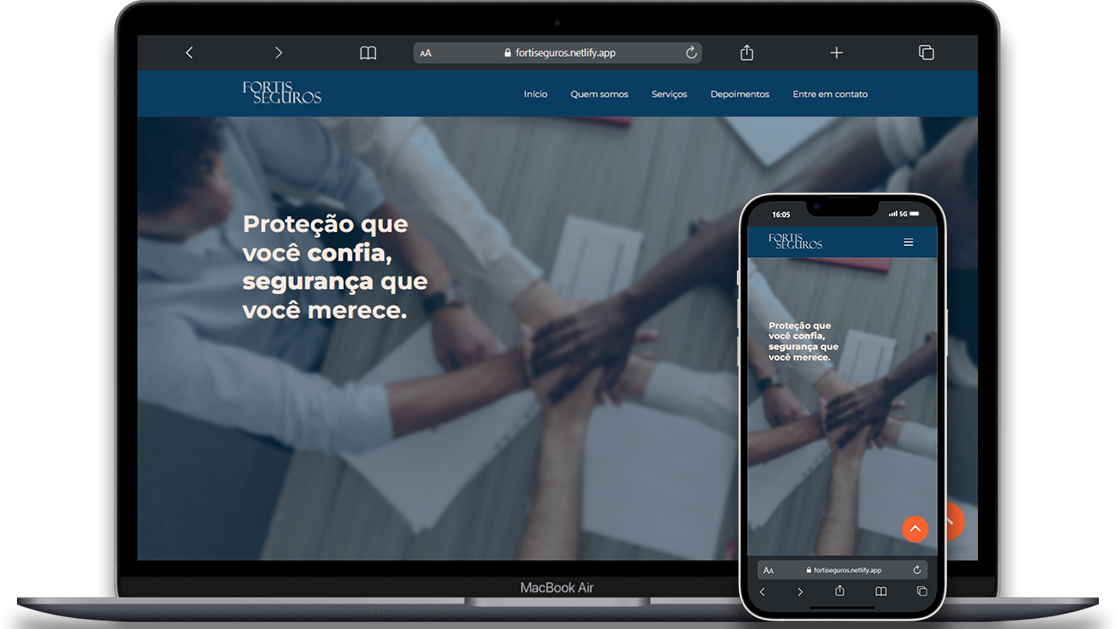 AA fortiseguros.netlify.app
FORTIS
SEGUROS
Início Quem somos Serviços Depoimentos Entre em contato
Proteção que
você confia,
segurança que
você merece.
16:05 5G
FORTIS
SEGUROS
Proteção que
você confia,
segurança que
você merece.
AA fortiseguros.netlify.app
MacBook Air